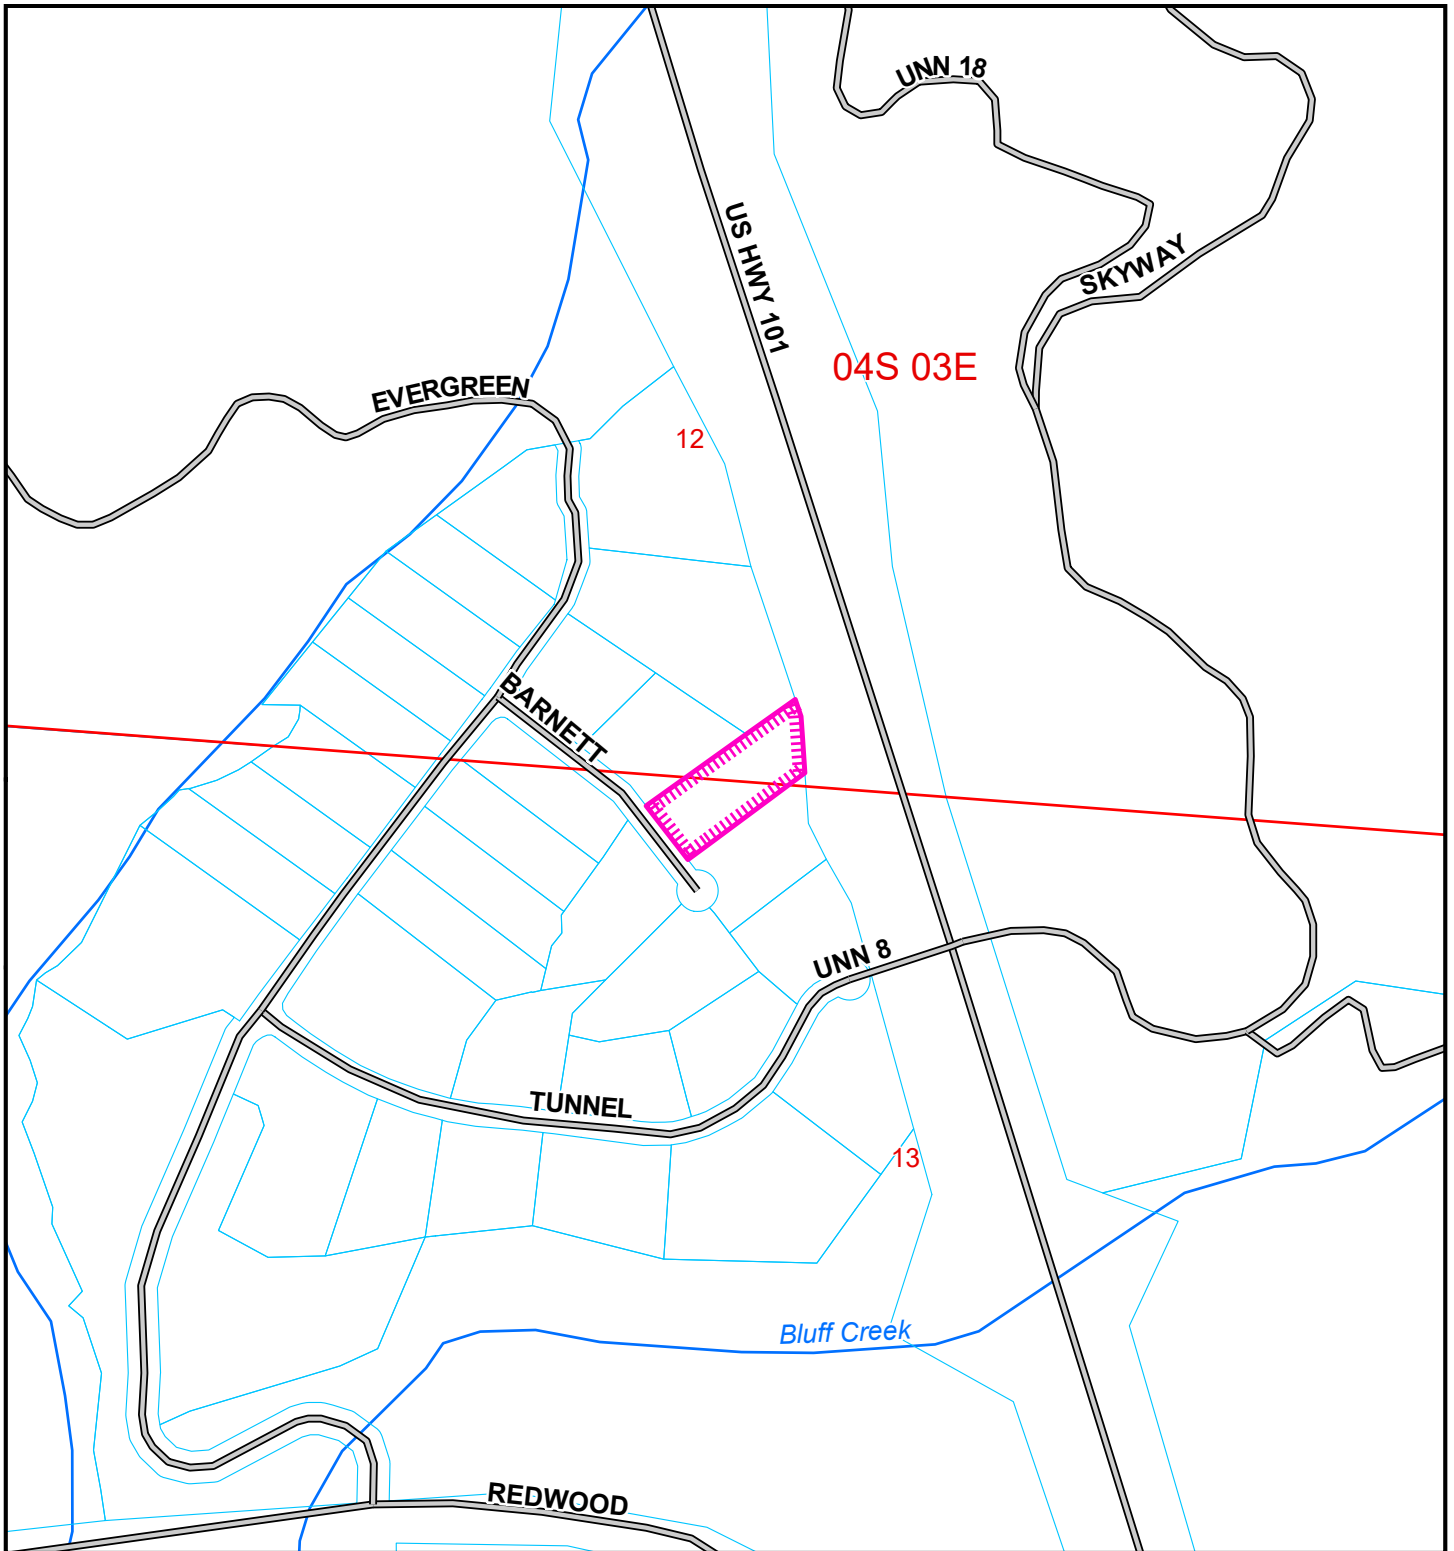 UNN 18
US HWY 101
SKYWAY
04S 03E
EVERGREEN
12
BARNETT
UNN 8
TUNNEL
13
Bluff Creek
REDWOOD